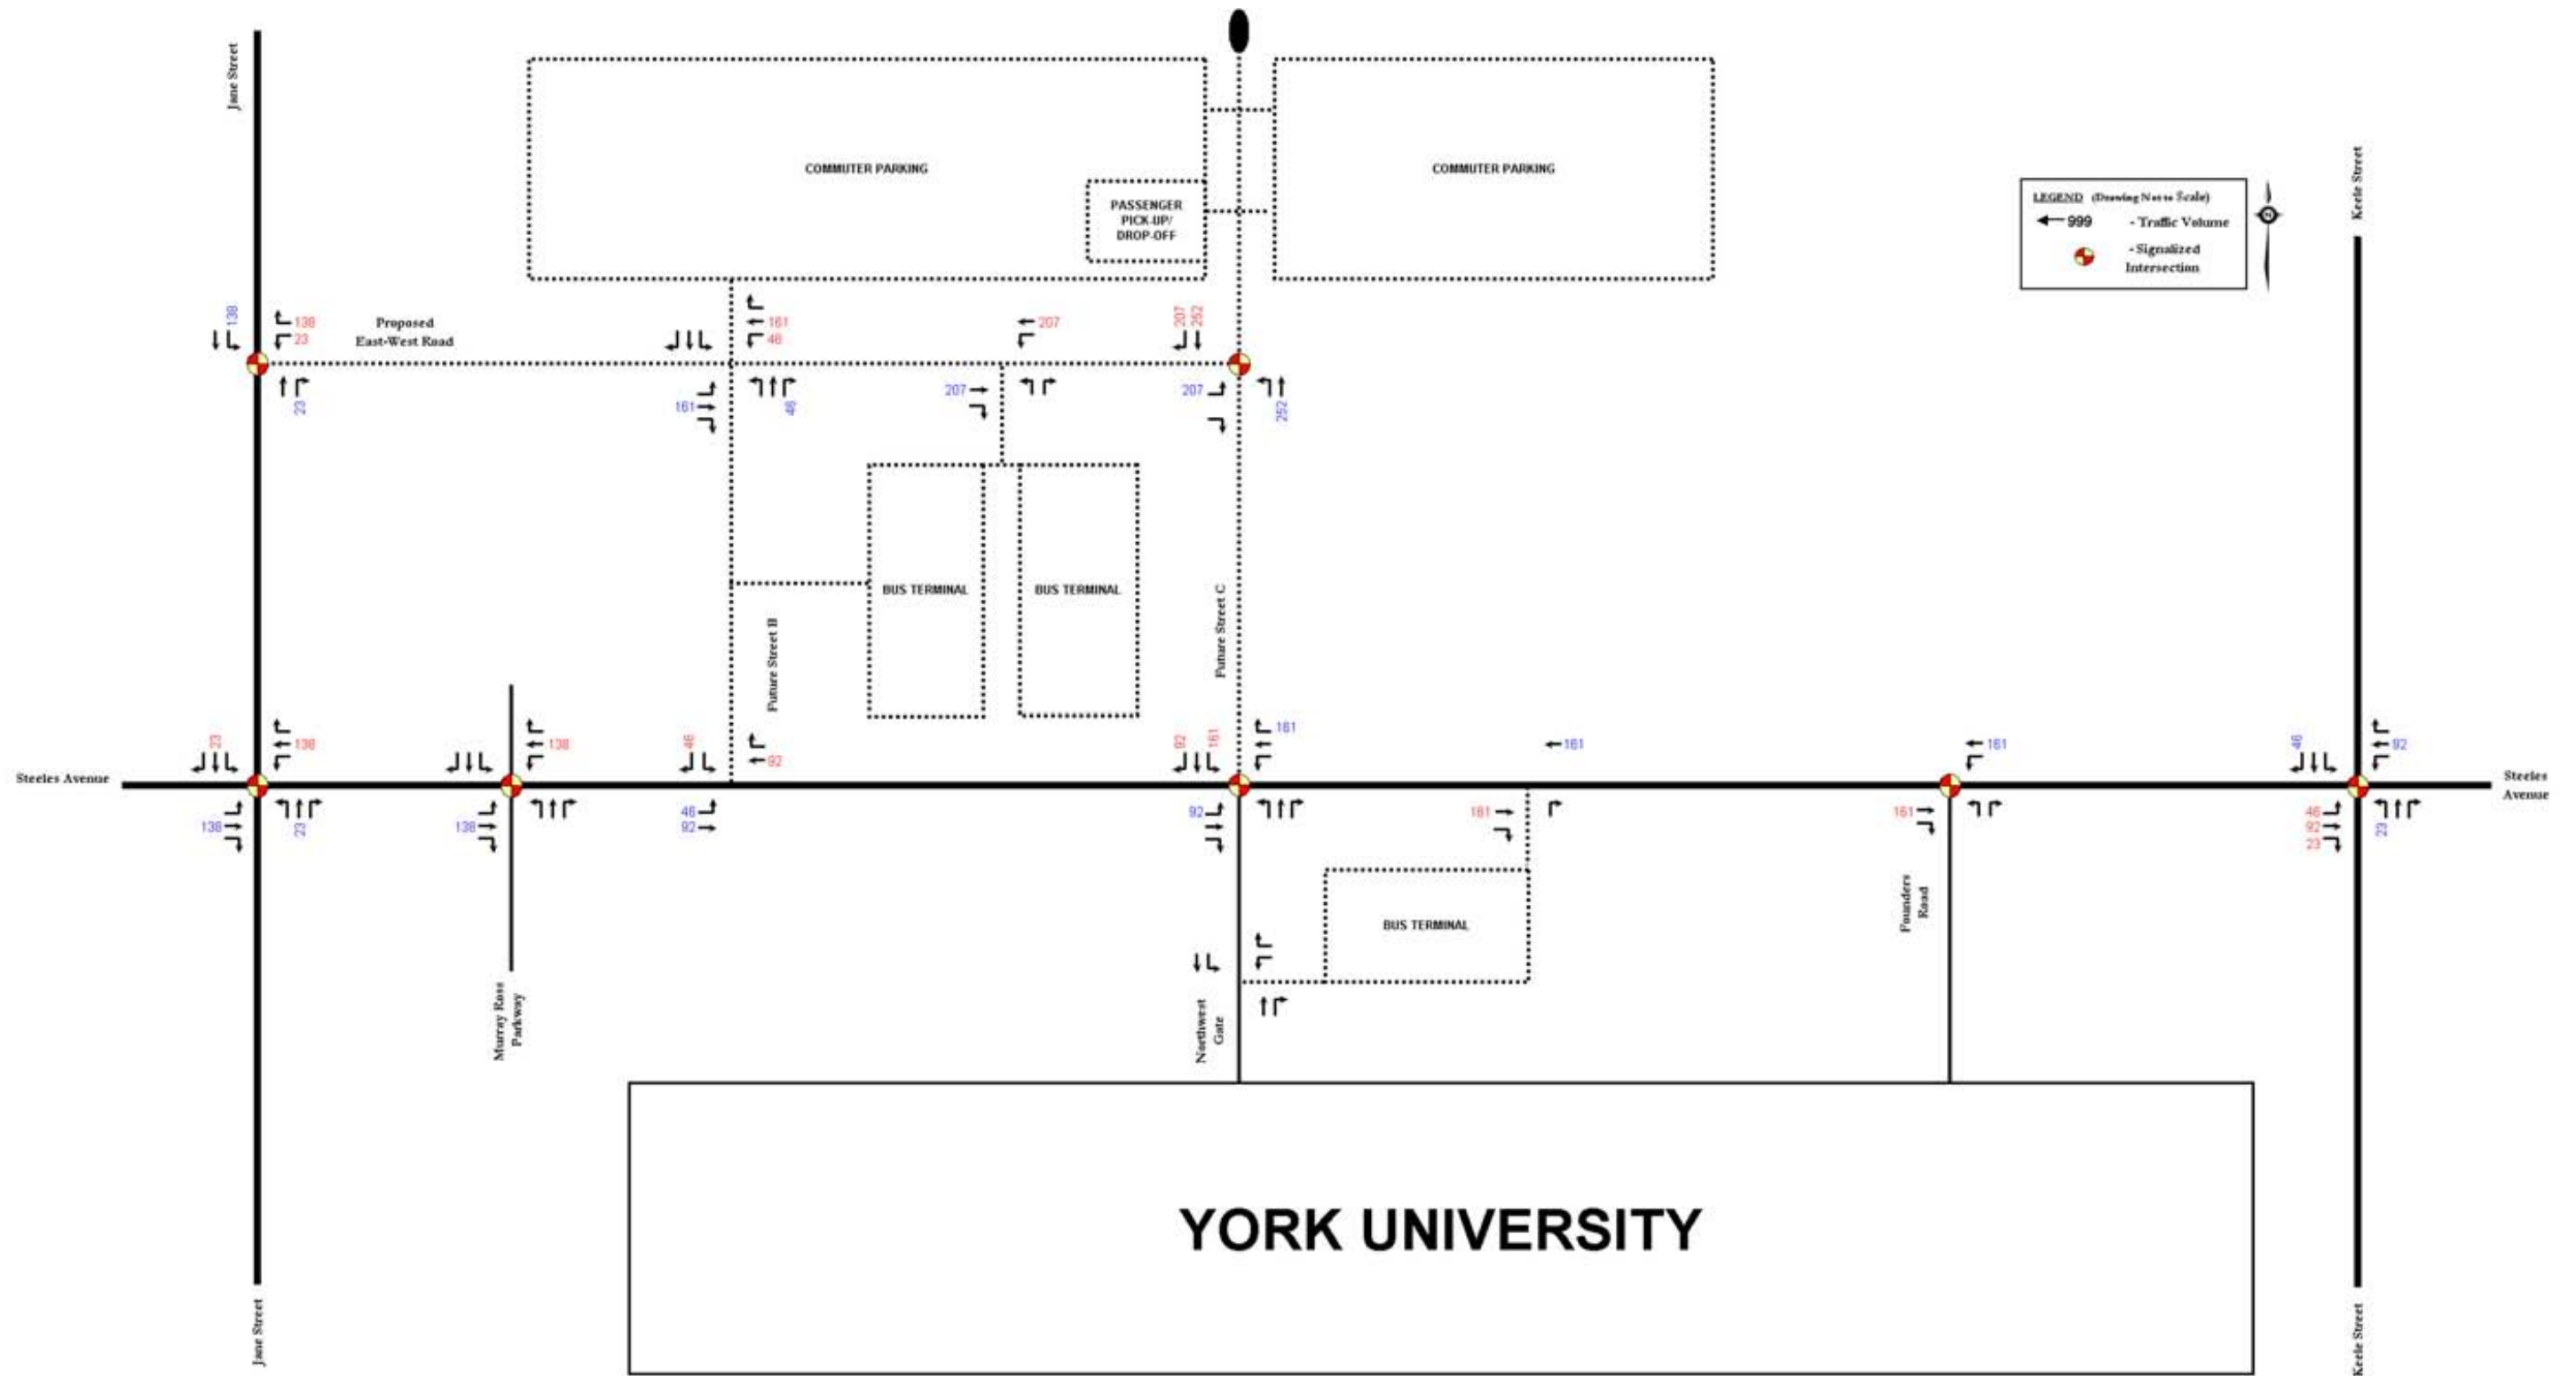 Jane Street
COMMUTER PARKING
COMMUTER PARKING
PASSENGER
PICK-UP/
DROP-OFF
Keele Street
LEGEND (Drawing Not to Scale)
999 - Traffic Volume
- Signalized
Intersection
138
138
23
23
Proposed
East-West Road
161
46
161
46
207
207
207
252
207
252
BUS TERMINAL
BUS TERMINAL
Future Street B
Future Street C
Steeles Avenue
23
138
138
23
138
138
46
92
46
92
92
161
161
92
161
161
161
161
46
92
46
92
23
23
Steeles
Avenue
BUS TERMINAL
Founders
Road
Murray Ross
Parkway
Northwest
Gate
YORK UNIVERSITY
Jane Street
Keele Street